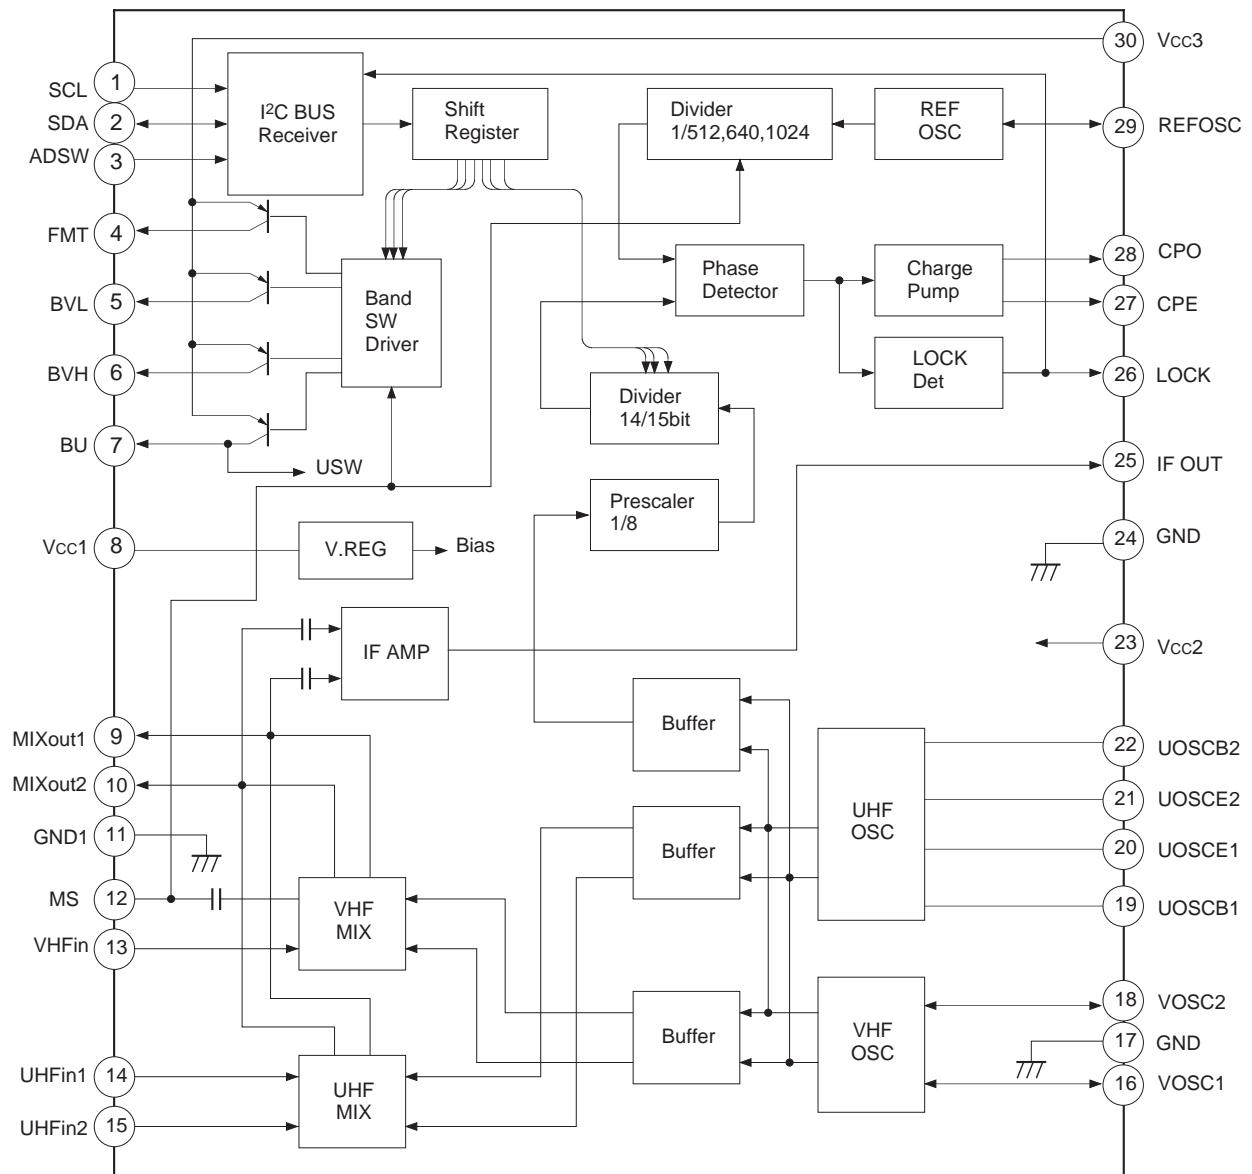 1
SCL
2
SDA
3
ADSW
4
FMT
5
BVL
6
BVH
7
BU
8
Vcc1
9
MIXout1
10
MIXout2
11
GND1
12
MS
13
VHFin
14
UHFin1
15
UHFin2
30
Vcc3
29
REFOSC
28
CPO
27
CPE
26
LOCK
25
IF OUT
24
GND
23
Vcc2
22
UOSCB2
21
UOSCE2
20
UOSCE1
19
UOSCB1
18
VOSC2
17
GND
16
VOSC1
I²C BUS
Receiver
Shift
Register
Divider
1/512,640,1024
REF
OSC
Band
SW
Driver
Phase
Detector
Charge
Pump
LOCK
Det
Divider
14/15bit
USW
Prescaler
1/8
V.REG
Bias
IF AMP
Buffer
UHF
OSC
Buffer
VHF
MIX
Buffer
VHF
OSC
UHF
MIX